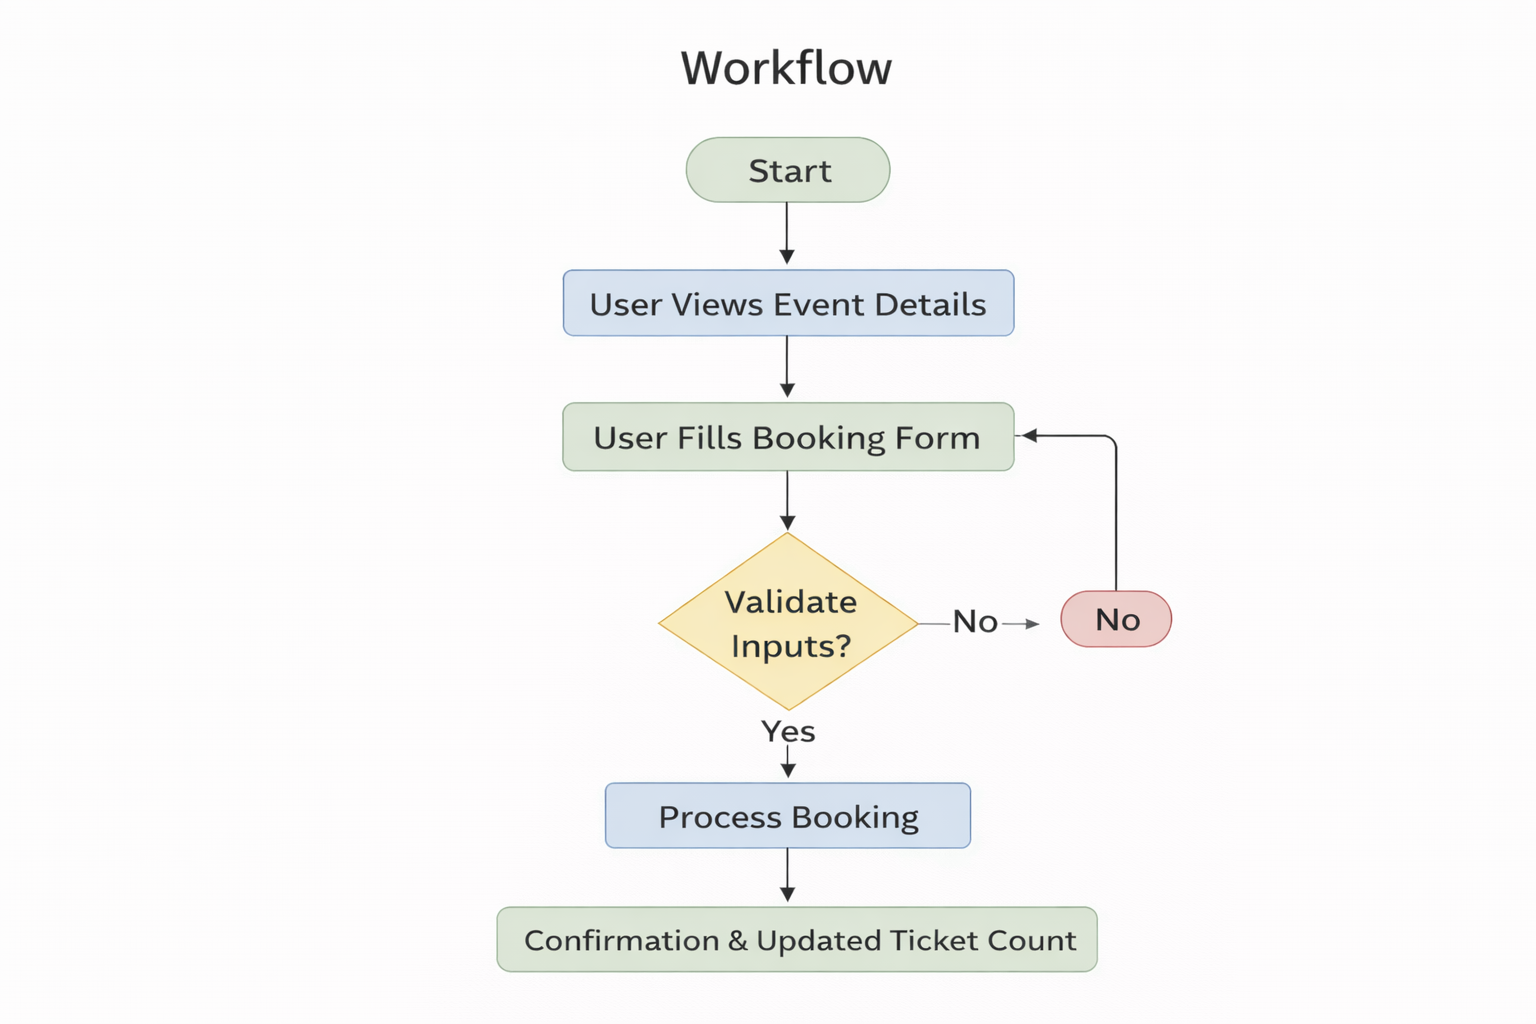 Workflow
Start
User Views Event Details
User Fills Booking Form
Validate
Inputs?
No
No
Yes
Process Booking
Confirmation & Updated Ticket Count